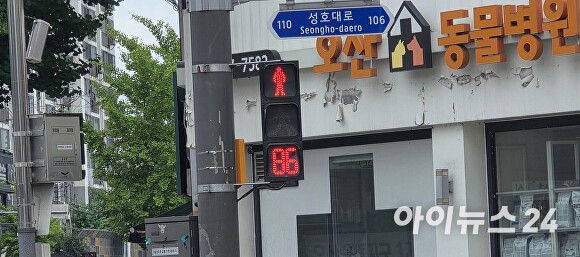 110 성호대로 106
Seongho-daero
오산 동물병원
7582
86
아이뉴스24